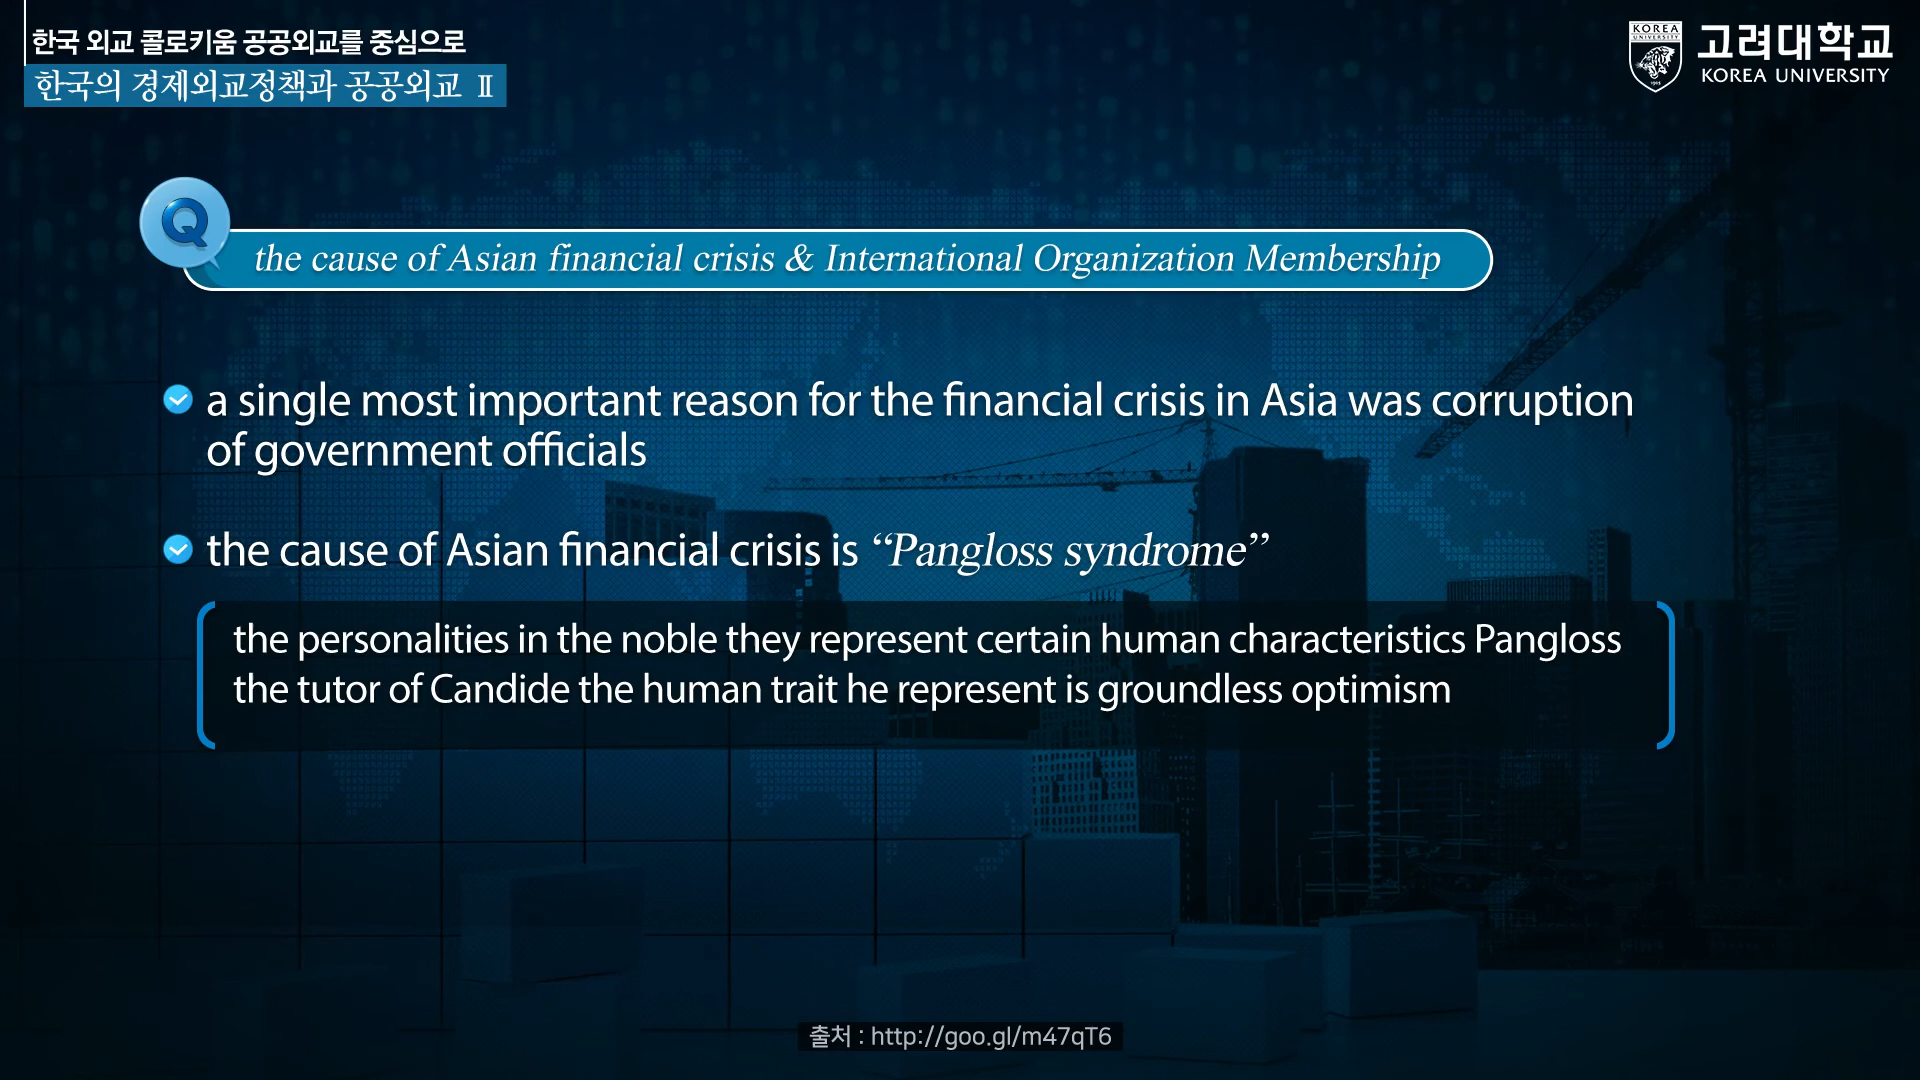 한국 외교 콜로키움 공공외교를 중심으로
한국의 경제외교정책과 공공외교 Ⅱ
KOREA
UNIVERSITY
고려대학교
KOREA UNIVERSITY
Q
the cause of Asian financial crisis & International Organization Membership
a single most important reason for the financial crisis in Asia was corruption
of government officials
the cause of Asian financial crisis is “Pangloss syndrome”
the personalities in the noble they represent certain human characteristics Pangloss
the tutor of Candide the human trait he represent is groundless optimism
출처 : http://goo.gl/m47qT6